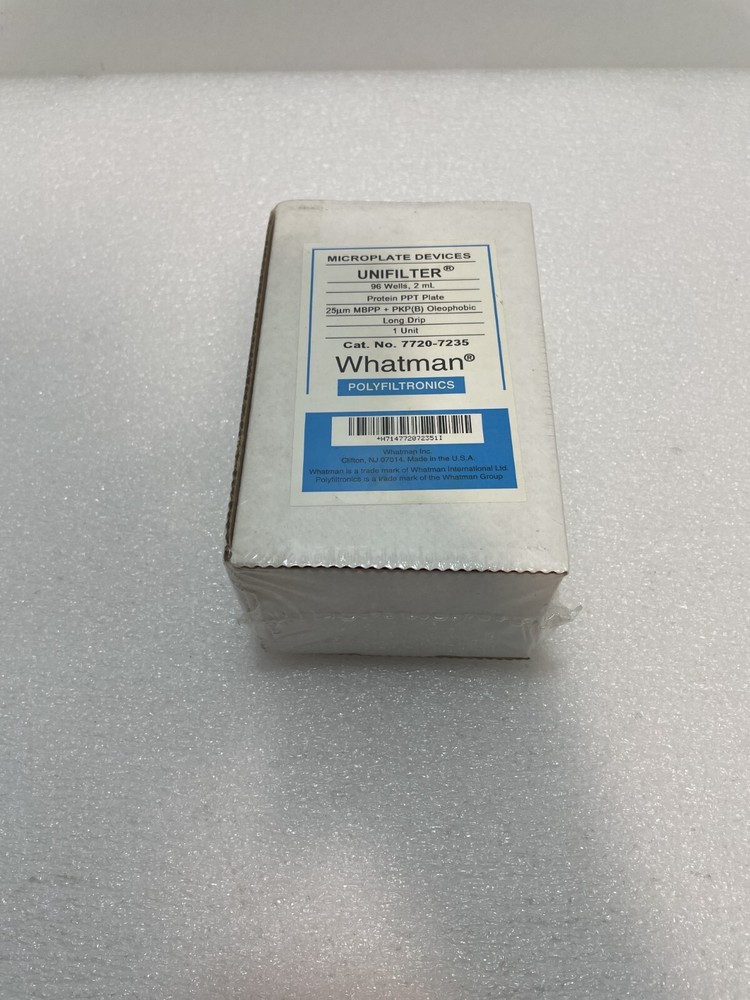 MICROPLATE DEVICES
UNIFILTER®
96 Wells, 2 mL
Protein PPT Plate
25µm MBPP + PKP(B) Oleophobic
Long Drip
1 Unit
Cat. No. 7720-7235
Whatman®
POLYFILTRONICS
*H714772072351I
Whatman Inc.
Clifton, NJ 07014. Made in the U.S.A.
Whatman is a trade mark of Whatman International Ltd.
Polyfiltronics is a trade mark of the Whatman Group